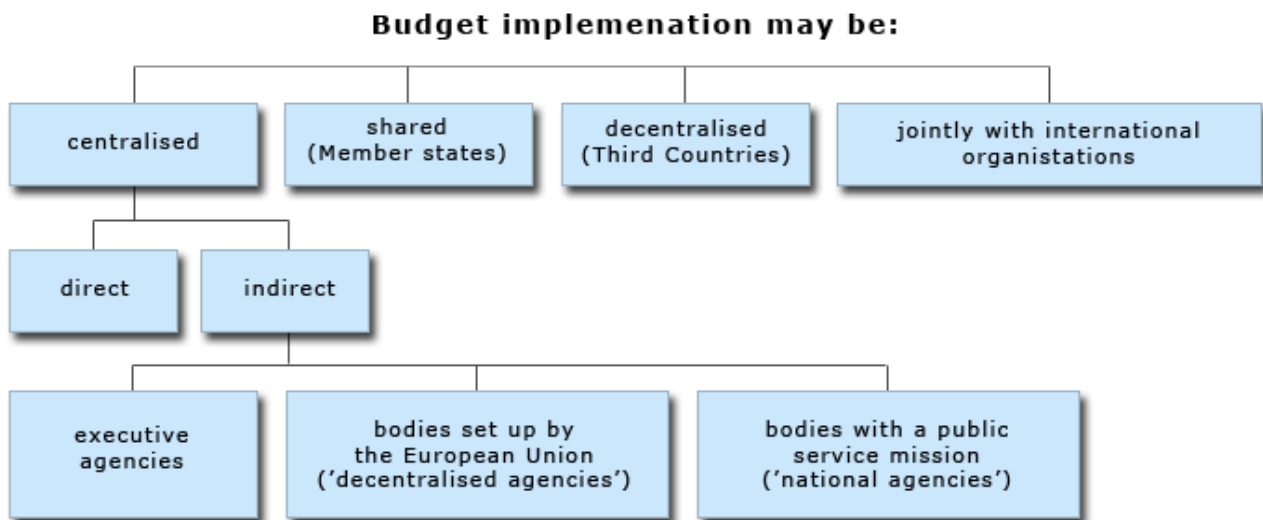 Budget implemenation may be:
centralised
shared
(Member states)
decentralised
(Third Countries)
jointly with international
organistations
direct
indirect
executive
agencies
bodies set up by
the European Union
('decentralised agencies')
bodies with a public
service mission
('national agencies')